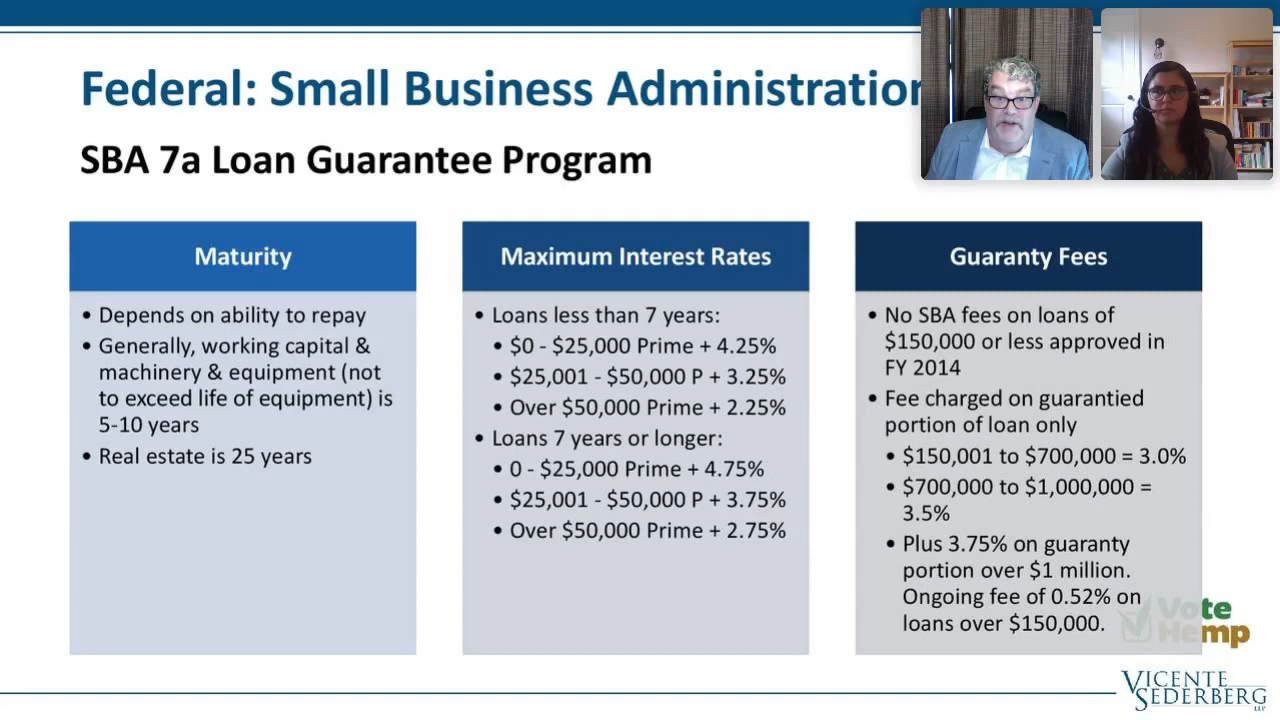 Federal: Small Business Administration
SBA 7a Loan Guarantee Program
Maturity
• Depends on ability to repay
• Generally, working capital &
machinery & equipment (not
to exceed life of equipment) is
5-10 years
• Real estate is 25 years
Maximum Interest Rates
• Loans less than 7 years:
• $0 - $25,000 Prime + 4.25%
• $25,001 - $50,000 P + 3.25%
• Over $50,000 Prime + 2.25%
• Loans 7 years or longer:
• 0 - $25,000 Prime + 4.75%
• $25,001 - $50,000 P + 3.75%
• Over $50,000 Prime + 2.75%
Guaranty Fees
• No SBA fees on loans of
$150,000 or less approved in
FY 2014
• Fee charged on guarantied
portion of loan only
• $150,001 to $700,000 = 3.0%
• $700,000 to $1,000,000 =
3.5%
• Plus 3.75% on guaranty
portion over $1 million.
Ongoing fee of 0.52% on
loans over $150,000.
Vote
Hemp
VICENTE
SEDERBERG
LLP